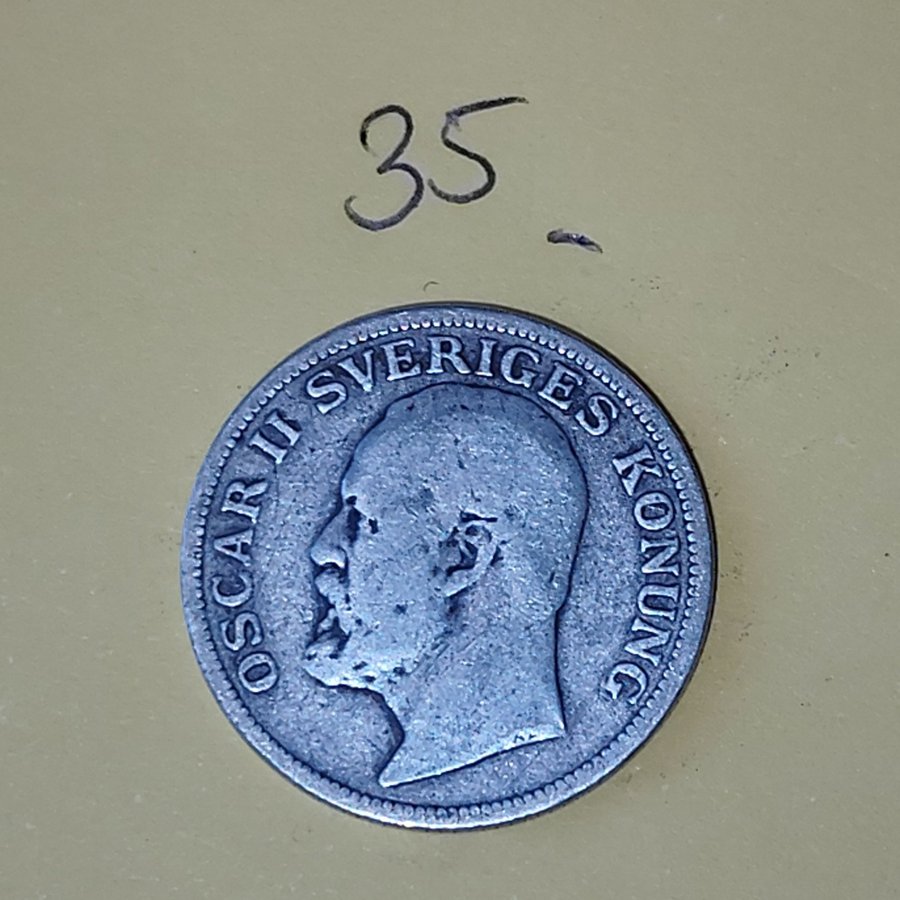 35
OSCAR II SVERIGES KONUNG